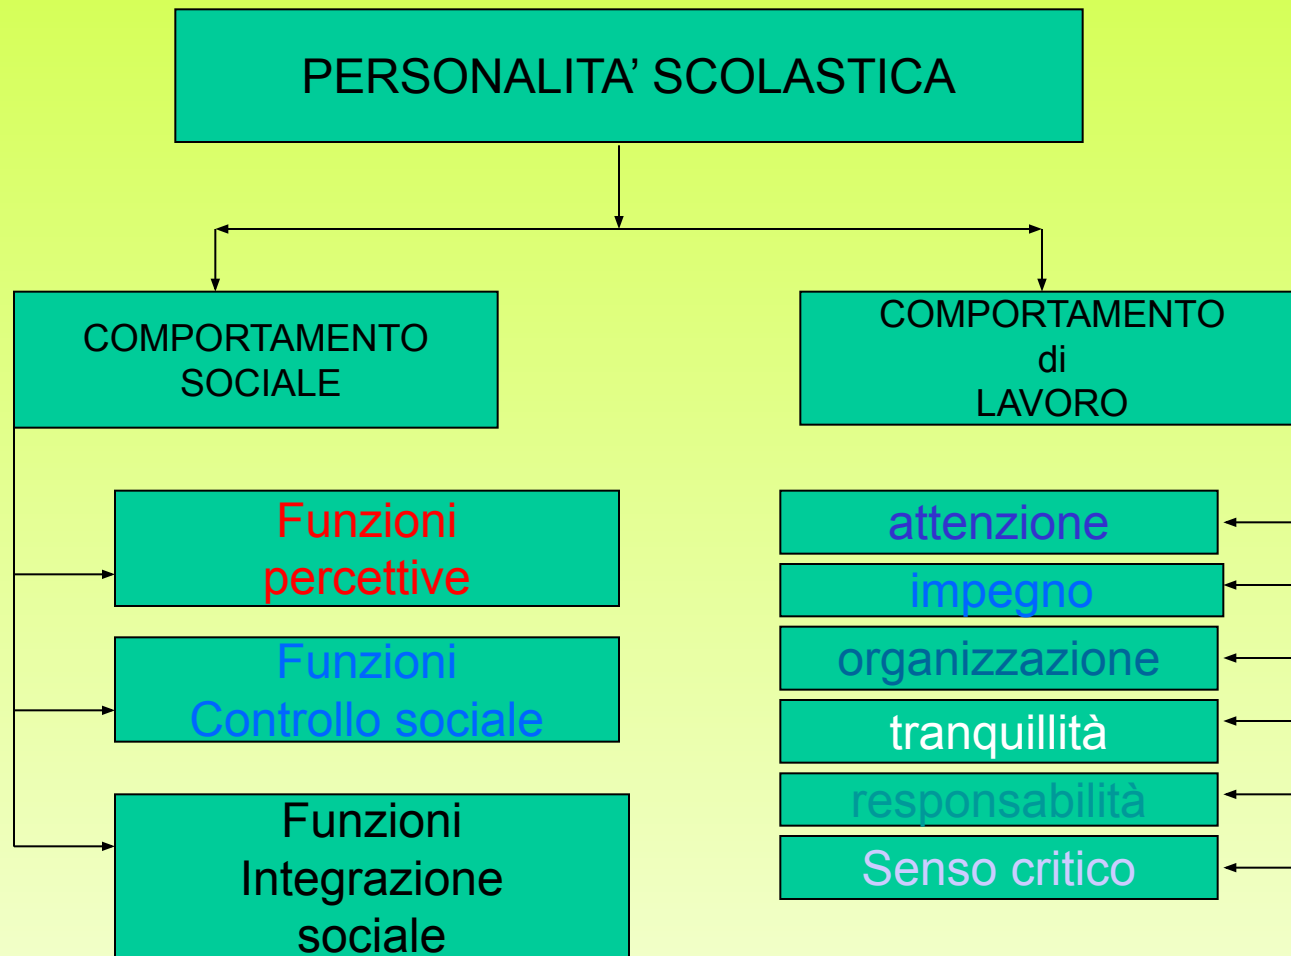 PERSONALITA’ SCOLASTICA
COMPORTAMENTO
SOCIALE
COMPORTAMENTO
di
LAVORO
Funzioni
percettive
Funzioni
Controllo sociale
Funzioni
Integrazione
sociale
attenzione
impegno
organizzazione
tranquillità
responsabilità
Senso critico